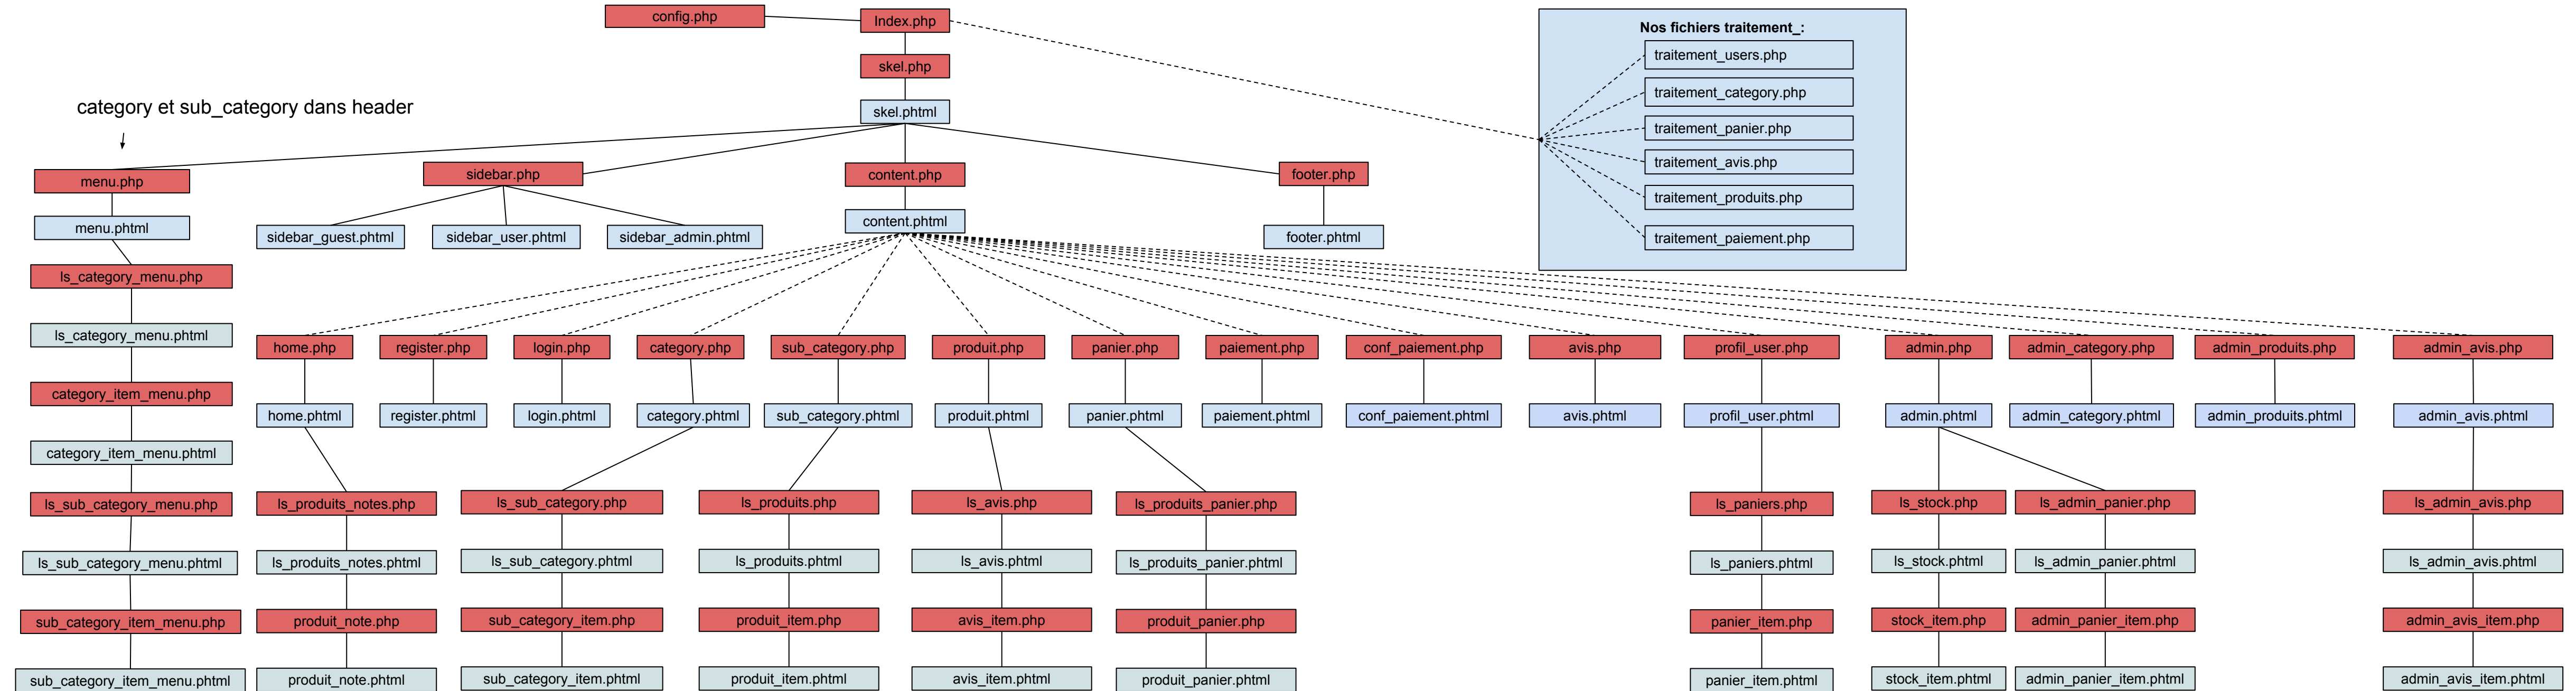 config.php
Index.php
Nos fichiers traitement_:
traitement_users.php
skel.php
traitement_category.php
category et sub_category dans header
skel.phtml
traitement_panier.php
traitement_avis.php
menu.php
sidebar.php
content.php
footer.php
traitement_produits.php
menu.phtml
content.phtml
sidebar_guest.phtml
sidebar_user.phtml
sidebar_admin.phtml
footer.phtml
traitement_paiement.php
ls_category_menu.php
ls_category_menu.phtml
home.php
register.php
login.php
category.php
sub_category.php
produit.php
panier.php
paiement.php
conf_paiement.php
avis.php
profil_user.php
admin.php
admin_category.php
admin_produits.php
admin_avis.php
category_item_menu.php
home.phtml
register.phtml
login.phtml
category.phtml
sub_category.phtml
produit.phtml
panier.phtml
paiement.phtml
conf_paiement.phtml
avis.phtml
profil_user.phtml
admin.phtml
admin_category.phtml
admin_produits.phtml
admin_avis.phtml
category_item_menu.phtml
ls_sub_category_menu.php
ls_produits_notes.php
ls_sub_category.php
ls_produits.php
ls_avis.php
ls_produits_panier.php
ls_paniers.php
ls_stock.php
ls_admin_panier.php
ls_admin_avis.php
ls_sub_category_menu.phtml
ls_produits_notes.phtml
ls_sub_category.phtml
ls_produits.phtml
ls_avis.phtml
ls_produits_panier.phtml
ls_paniers.phtml
ls_stock.phtml
ls_admin_panier.phtml
ls_admin_avis.phtml
sub_category_item_menu.php
produit_note.php
sub_category_item.php
produit_item.php
avis_item.php
produit_panier.php
panier_item.php
stock_item.php
admin_panier_item.php
admin_avis_item.php
sub_category_item_menu.phtml
produit_note.phtml
sub_category_item.phtml
produit_item.phtml
avis_item.phtml
produit_panier.phtml
panier_item.phtml
stock_item.phtml
admin_panier_item.phtml
admin_avis_item.phtml